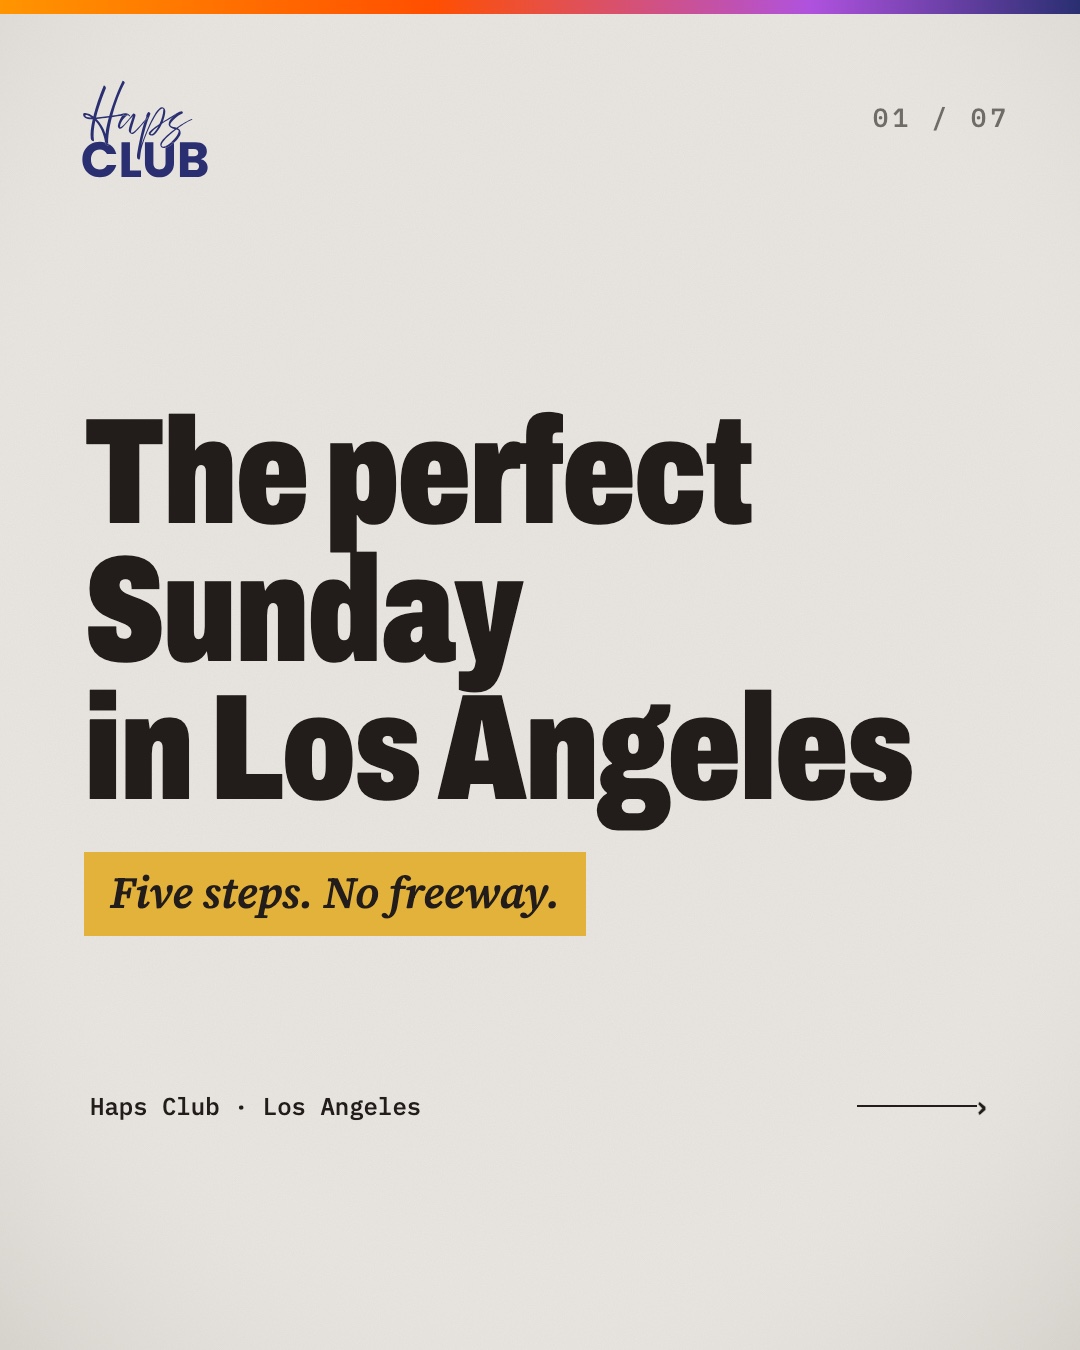 Haps
CLUB
01 / 07
The perfect
Sunday
in Los Angeles
Five steps. No freeway.
Haps Club · Los Angeles